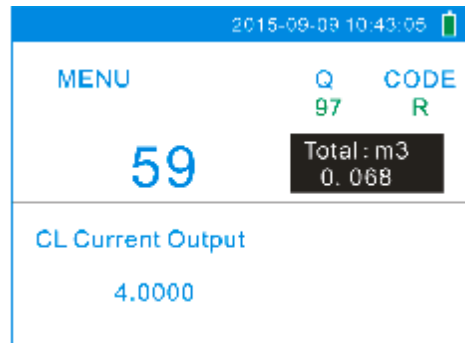 2015-09-09 10:43:05
MENU Q CODE
97 R
59 Total:m3
0.068
CL Current Output
4.0000